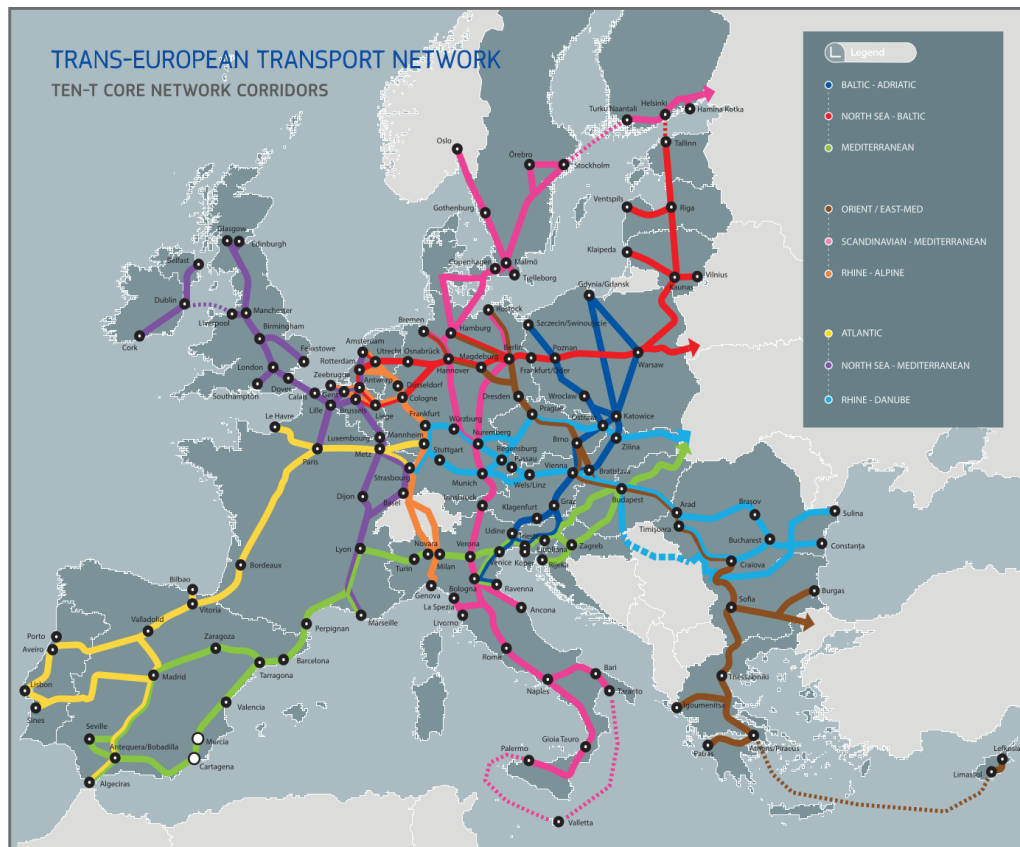 TRANS-EUROPEAN TRANSPORT NETWORK
TEN-T CORE NETWORK CORRIDORS
Legend
BALTIC - ADRIATIC
NORTH SEA - BALTIC
MEDITERRANEAN
ORIENT / EAST-MED
SCANDINAVIAN - MEDITERRANEAN
RHINE - ALPINE
ATLANTIC
NORTH SEA - MEDITERRANEAN
RHINE - DANUBE
Turku/Naantali
Helsinki
Hamina Kotka
Oslo
Örebro
Stockholm
Tallinn
Gothenburg
Ventspils
Riga
Glasgow
Edinburgh
Belfast
Klaipeda
Copenhagen
Malmö
Trelleborg
Vilnius
Kaunas
Gdynia/Gdansk
Dublin
Liverpool
Manchester
Cork
Birmingham
Bremen
Rostock
Hamburg
Szczecin/Swinoujscie
Amsterdam
Felixstowe
Utrecht
Osnabrück
Magdeburg
Berlin
Poznan
Warsaw
London
Rotterdam
Hannover
Frankfurt/Oder
Zeebrugge
Dover
Antwerp
Düsseldorf
Southampton
Calais
Gent
Cologne
Dresden
Wrocław
Lille
Brussels
Liege
Le Havre
Frankfurt
Prague
Ostrava
Katowice
Würzburg
Luxembourg
Mannheim
Nuremberg
Brno
Zilina
Paris
Metz
Stuttgart
Regensburg
Passau
Strasbourg
Munich
Wels/Linz
Vienna
Bratislava
Dijon
Basel
Innsbruck
Budapest
Klagenfurt
Graz
Arad
Braşov
Sulina
Timişoara
Udine
Trieste
Lyon
Novara
Verona
Ljubljana
Zagreb
Bucharest
Constanţa
Turin
Milan
Venice
Koper
Rijeka
Craiova
Bordeaux
Bilbao
Genova
Bologna
Ravenna
Vitoria
La Spezia
Ancona
Sofia
Burgas
Marseille
Livorno
Valladolid
Perpignan
Porto
Zaragoza
Aveiro
Barcelona
Roma
Madrid
Tarragona
Bari
Naples
Taranto
Thessaloniki
Lisbon
Igoumenitsa
Sines
Valencia
Seville
Murcia
Patras
Athens/Piraeus
Antequera/Bobadilla
Gioia Tauro
Palermo
Cartagena
Lefkosia
Limassol
Algeciras
Valletta